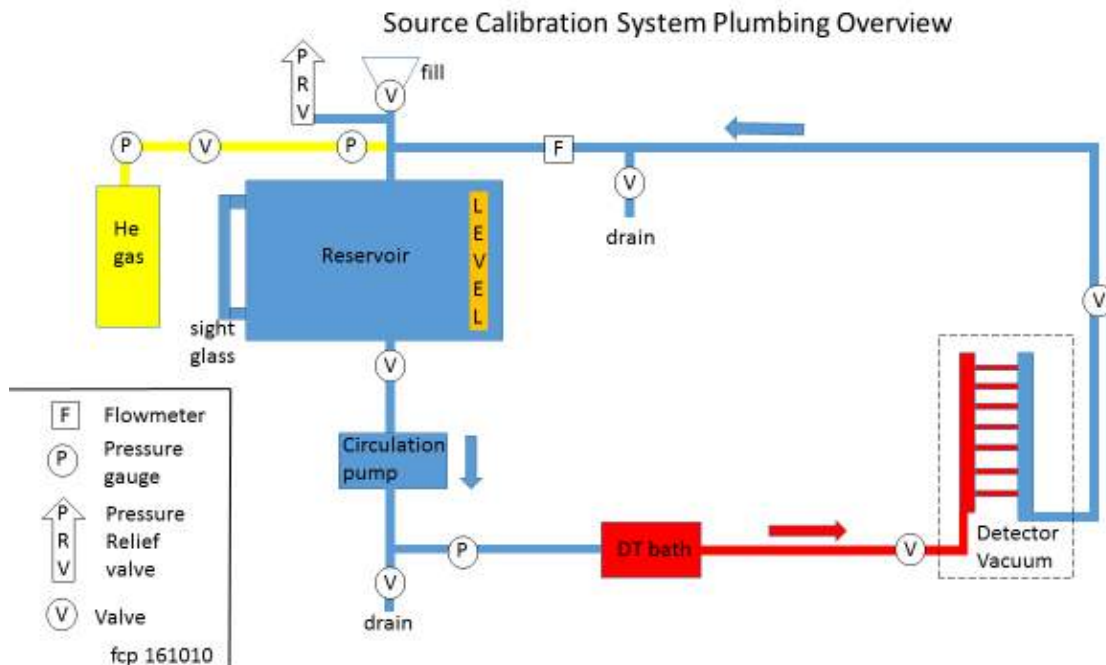 Source Calibration System Plumbing Overview
P
R
V
fill
V
P
V
P
F
V
drain
He
gas
Reservoir
L
E
V
E
L
sight
glass
V
V
Circulation
pump
P
DT bath
V
Detector
Vacuum
V
drain
F Flowmeter
P Pressure
gauge
P Pressure
R Relief
V valve
V Valve
fcp 161010